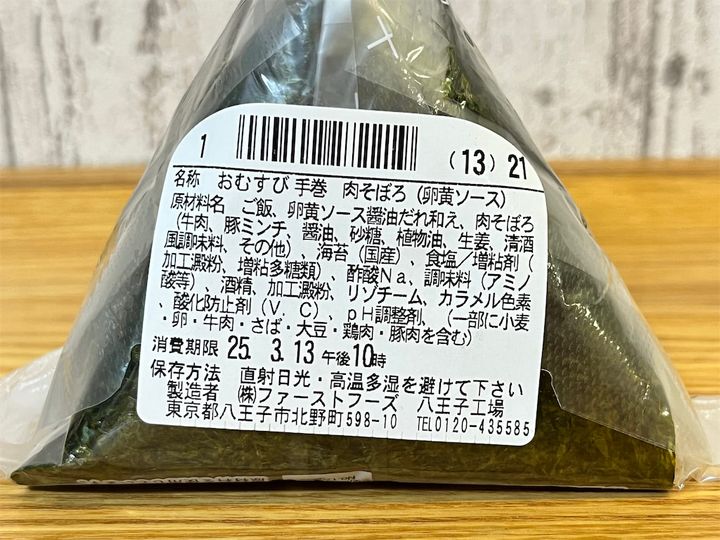 1 (13) 21
名称 おむすび 手巻 肉そぼろ(卵黄ソース)
原材料名 ご飯、卵黄ソース醤油だれ和え、肉そぼろ
(牛肉、豚ミンチ、醤油、砂糖、植物油、生姜、清酒
風調味料、その他)、海苔(国産)、食塩/増粘剤(
加工澱粉、増粘多糖類)、酢酸Na、調味料(アミノ
酸等)、酒精、加工澱粉、リゾチーム、カラメル色素
、酸化防止剤(V.C)、pH調整剤、(一部に小麦
・卵・牛肉・さば・大豆・鶏肉・豚肉を含む)
消費期限 25. 3.13 午後10時
保存方法 直射日光・高温多湿を避けて下さい
製造者 (株)ファーストフーズ 八王子工場
東京都八王子市北野町598-10 TEL0120-435585